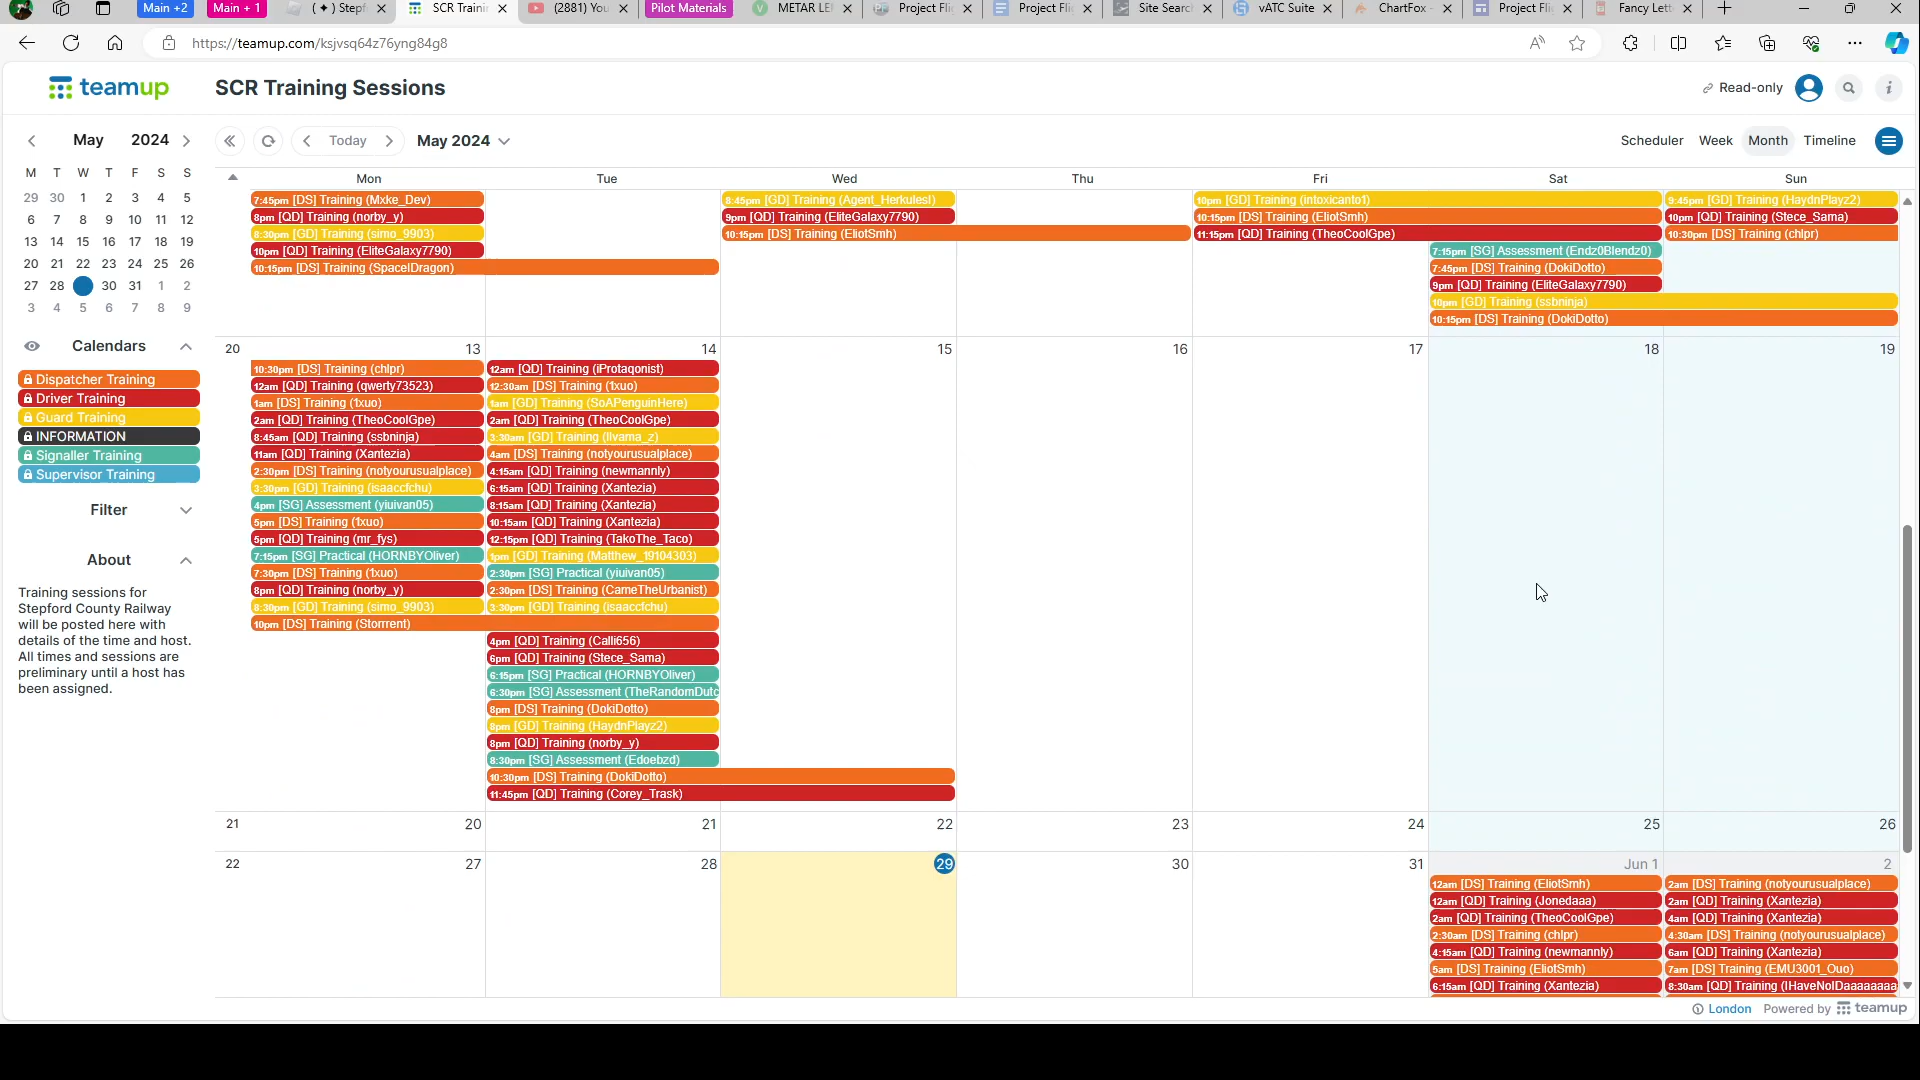 Main +2
Main + 1
( ✦ ) Stepf
SCR Trainin
(2881) You
Pilot Materials
METAR LE
Project Fli
Project Fli
Site Searc
vATC Suite
ChartFox -
Project Fli
Fancy Lett
https://teamup.com/ksjvsq64z76yng84g8
teamup
SCR Training Sessions
Read-only
May 2024
Today
May 2024
Scheduler Week Month Timeline
M T W T F S S
29 30 1 2 3 4 5
6 7 8 9 10 11 12
13 14 15 16 17 18 19
20 21 22 23 24 25 26
27 28 30 31 1 2
3 4 5 6 7 8 9
Calendars
Dispatcher Training
Driver Training
Guard Training
INFORMATION
Signaller Training
Supervisor Training
Filter
About
Training sessions for
Stepford County Railway
will be posted here with
details of the time and host.
All times and sessions are
preliminary until a host has
been assigned.
Mon Tue Wed Thu Fri Sat Sun
7:45pm [DS] Training (Mxke_Dev)
8pm [QD] Training (norby_y)
8:30pm [GD] Training (simo_9903)
10pm [QD] Training (EliteGalaxy7790)
10:15pm [DS] Training (SpacelDragon)
8:45pm [GD] Training (Agent_Herkulesl)
9pm [QD] Training (EliteGalaxy7790)
10:15pm [DS] Training (EliotSmh)
10pm [GD] Training (intoxicanto1)
10:15pm [DS] Training (EliotSmh)
11:15pm [QD] Training (TheoCoolGpe)
7:15pm [SG] Assessment (Endz0Blendz0)
7:45pm [DS] Training (DokiDotto)
9pm [QD] Training (EliteGalaxy7790)
10pm [GD] Training (ssbninja)
10:15pm [DS] Training (DokiDotto)
9:45pm [GD] Training (HaydnPlayz2)
10pm [QD] Training (Stece_Sama)
10:30pm [DS] Training (chlpr)
20 13 14 15 16 17 18 19
10:30pm [DS] Training (chlpr)
12am [QD] Training (qwerty73523)
1am [DS] Training (1xuo)
2am [QD] Training (TheoCoolGpe)
8:45am [QD] Training (ssbninja)
11am [QD] Training (Xantezia)
2:30pm [DS] Training (notyourusualplace)
3:30pm [GD] Training (isaaccfchu)
4pm [SG] Assessment (yiuivan05)
5pm [DS] Training (1xuo)
5pm [QD] Training (mr_fys)
7:15pm [SG] Practical (HORNBYOliver)
7:30pm [DS] Training (1xuo)
8pm [QD] Training (norby_y)
8:30pm [GD] Training (simo_9903)
10pm [DS] Training (Storrrent)
12am [QD] Training (iProtaqonist)
12:30am [DS] Training (1xuo)
1am [GD] Training (SoAPenguinHere)
2am [QD] Training (TheoCoolGpe)
3:30am [GD] Training (llvama_z)
4am [DS] Training (notyourusualplace)
4:15am [QD] Training (newmannly)
6:15am [QD] Training (Xantezia)
8:15am [QD] Training (Xantezia)
10:15am [QD] Training (Xantezia)
12:15pm [QD] Training (TakoThe_Taco)
1pm [GD] Training (Matthew_19104303)
2:30pm [SG] Practical (yiuivan05)
2:30pm [DS] Training (CameTheUrbanist)
3:30pm [GD] Training (isaaccfchu)
4pm [QD] Training (Calli656)
6pm [QD] Training (Stece_Sama)
6:15pm [SG] Practical (HORNBYOliver)
6:30pm [SG] Assessment (TheRandomDutc
8pm [DS] Training (DokiDotto)
8pm [GD] Training (HaydnPlayz2)
8pm [QD] Training (norby_y)
8:30pm [SG] Assessment (Edoebzd)
10:30pm [DS] Training (DokiDotto)
11:45pm [QD] Training (Corey_Trask)
21 20 21 22 23 24 25 26
22 27 28 29 30 31 Jun 1 2
12am [DS] Training (EliotSmh)
12am [QD] Training (Jonedaaa)
2am [QD] Training (TheoCoolGpe)
2:30am [DS] Training (chlpr)
4:15am [QD] Training (newmannly)
5am [DS] Training (EliotSmh)
6:15am [QD] Training (Xantezia)
2am [DS] Training (notyourusualplace)
2am [QD] Training (Xantezia)
4am [QD] Training (Xantezia)
4:30am [DS] Training (notyourusualplace)
6am [QD] Training (Xantezia)
7am [DS] Training (EMU3001_Ouo)
8:30am [QD] Training (IHaveNoIDaaaaaaaa
London Powered by teamup